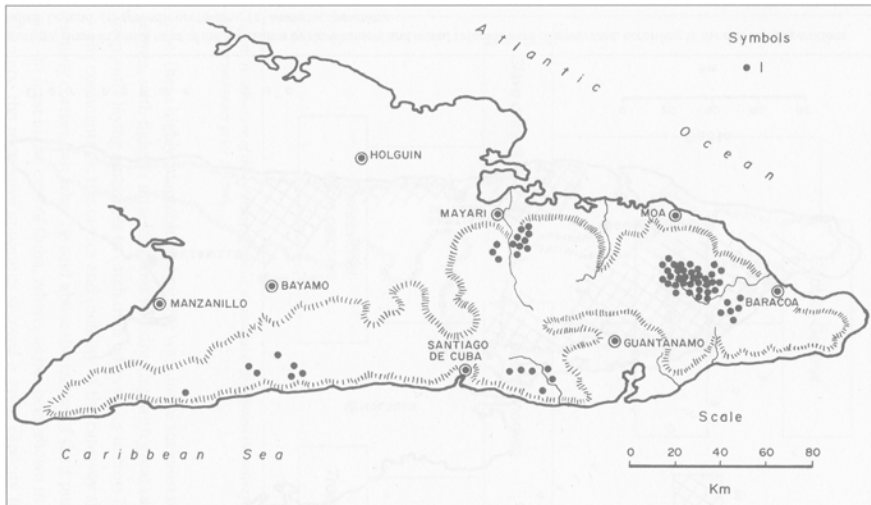 Atlantic
Ocean
Symbols
I
HOLGUIN
MAYARI
MOA
BAYAMO
MANZANILLO
BARACOA
SANTIAGO
DE CUBA
GUANTANAMO
Scale
0 20 40 60 80
Km
Caribbean Sea